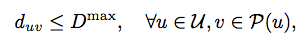 d_{uv} ≤ D^{max}, ∀u ∈ 𝒰, v ∈ 𝒫(u),